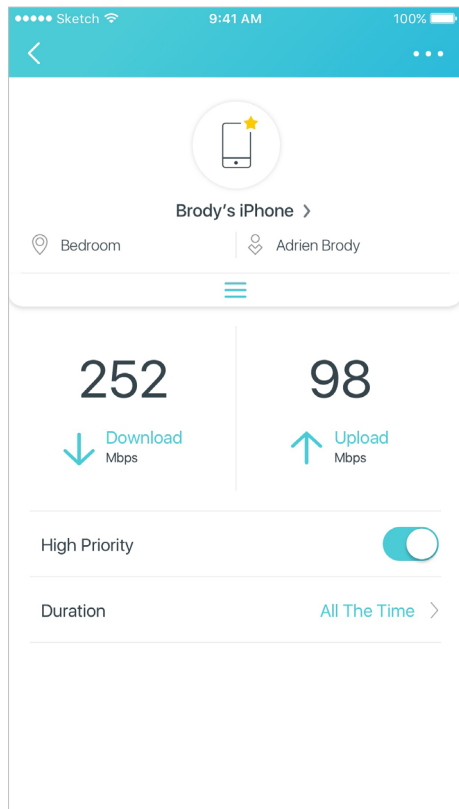 Sketch 9:41 AM 100%
Brody's iPhone
Bedroom Adrien Brody
252 98
Download Upload
Mbps Mbps
High Priority
Duration All The Time